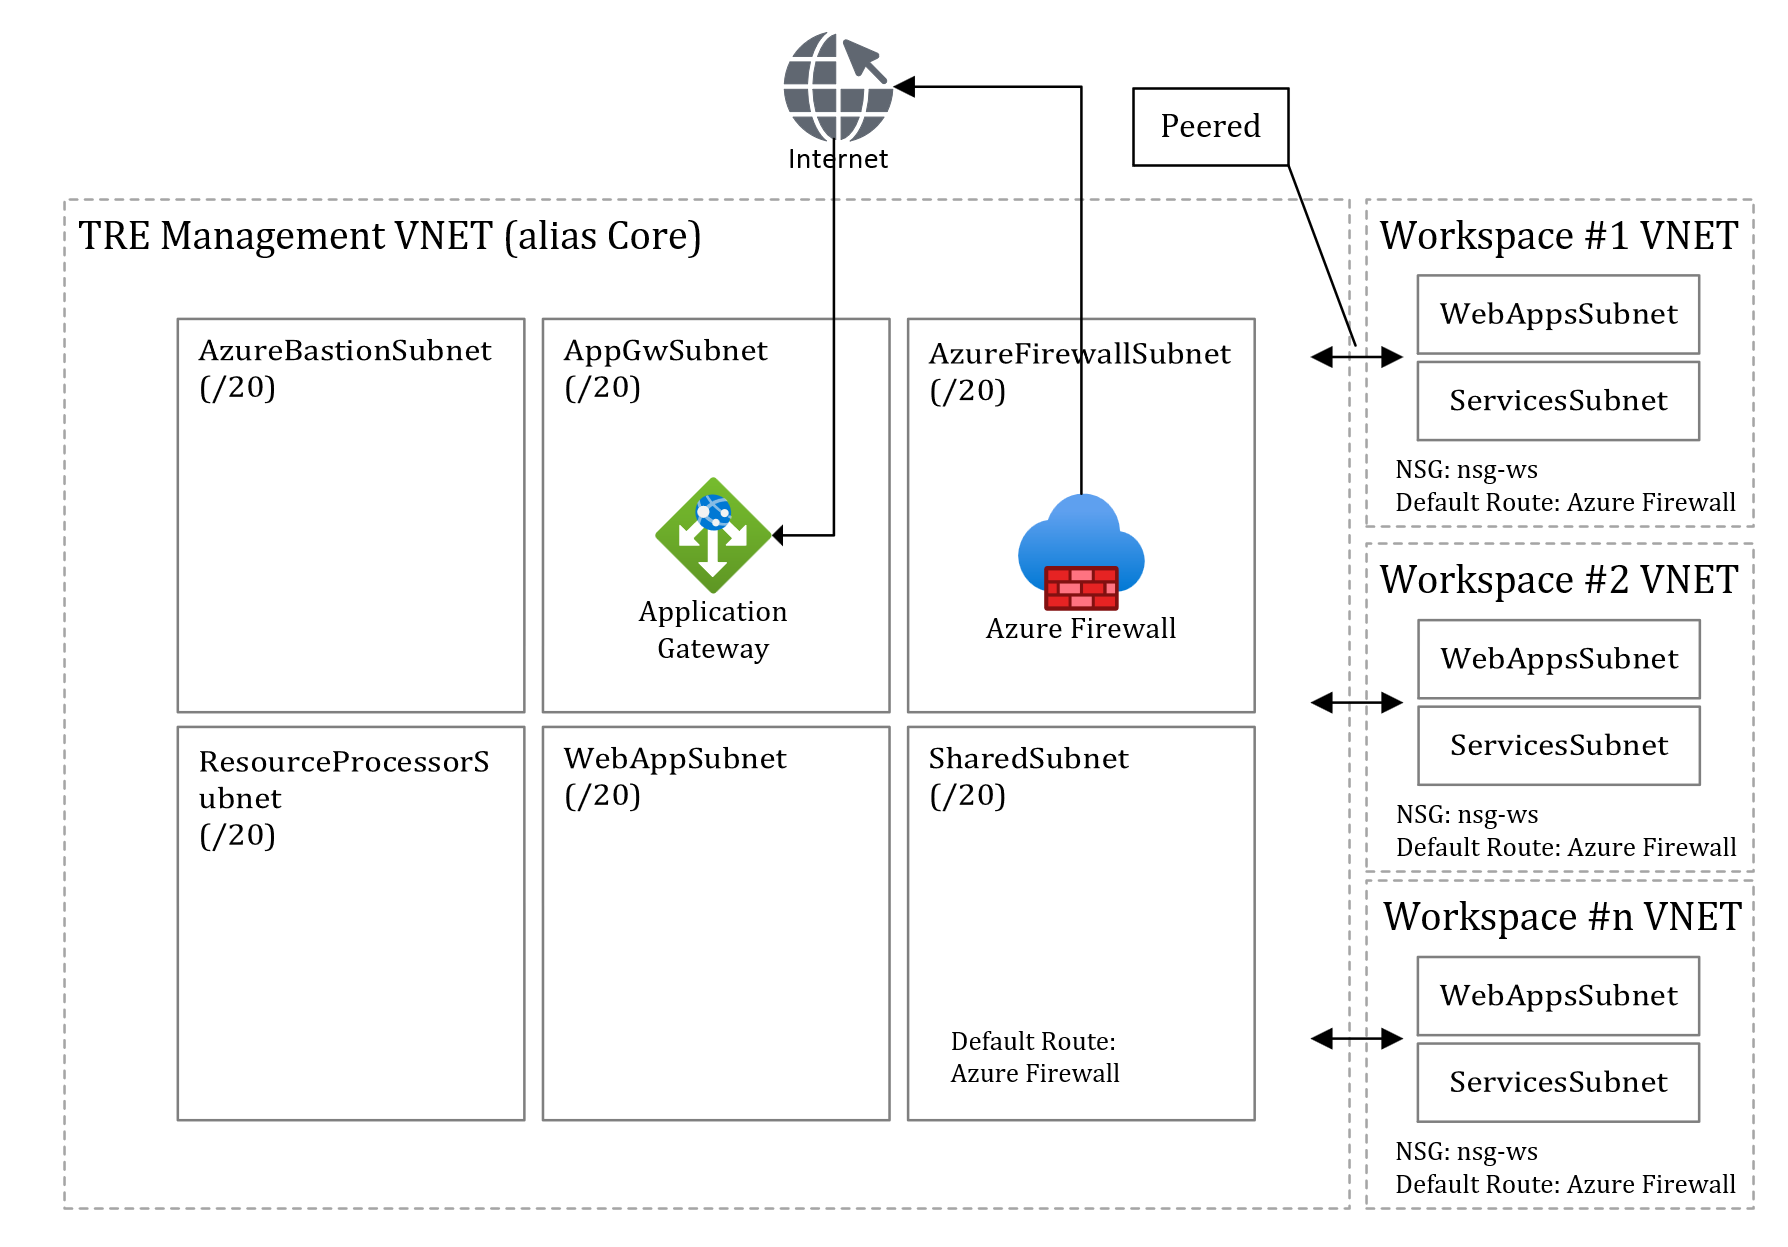 Internet
Peered
TRE Management VNET (alias Core)
AzureBastionSubnet
(/20)
AppGwSubnet
(/20)
Application
Gateway
AzureFirewallSubnet
(/20)
Azure Firewall
ResourceProcessorS
ubnet
(/20)
WebAppSubnet
(/20)
SharedSubnet
(/20)
Default Route:
Azure Firewall
Workspace #1 VNET
WebAppsSubnet
ServicesSubnet
NSG: nsg-ws
Default Route: Azure Firewall
Workspace #2 VNET
WebAppsSubnet
ServicesSubnet
NSG: nsg-ws
Default Route: Azure Firewall
Workspace #n VNET
WebAppsSubnet
ServicesSubnet
NSG: nsg-ws
Default Route: Azure Firewall